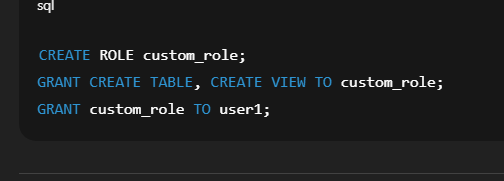 sql
CREATE ROLE custom_role;
GRANT CREATE TABLE, CREATE VIEW TO custom_role;
GRANT custom_role TO user1;